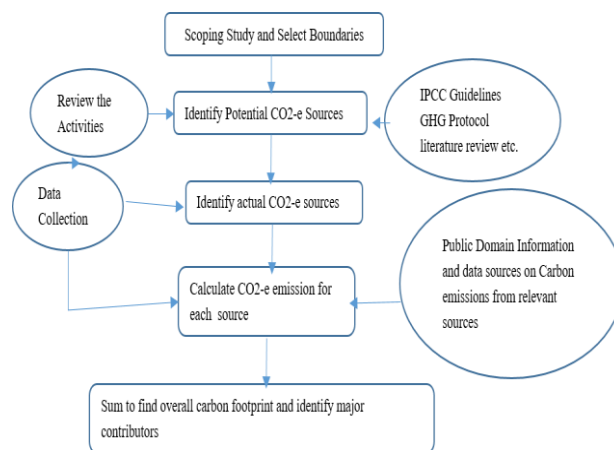 Scoping Study and Select Boundaries
Review the
Activities
Identify Potential CO2-e Sources
IPCC Guidelines
GHG Protocol
literature review etc.
Data
Collection
Identify actual CO2-e sources
Public Domain Information
and data sources on Carbon
emissions from relevant
sources
Calculate CO2-e emission for
each source
Sum to find overall carbon footprint and identify major
contributors